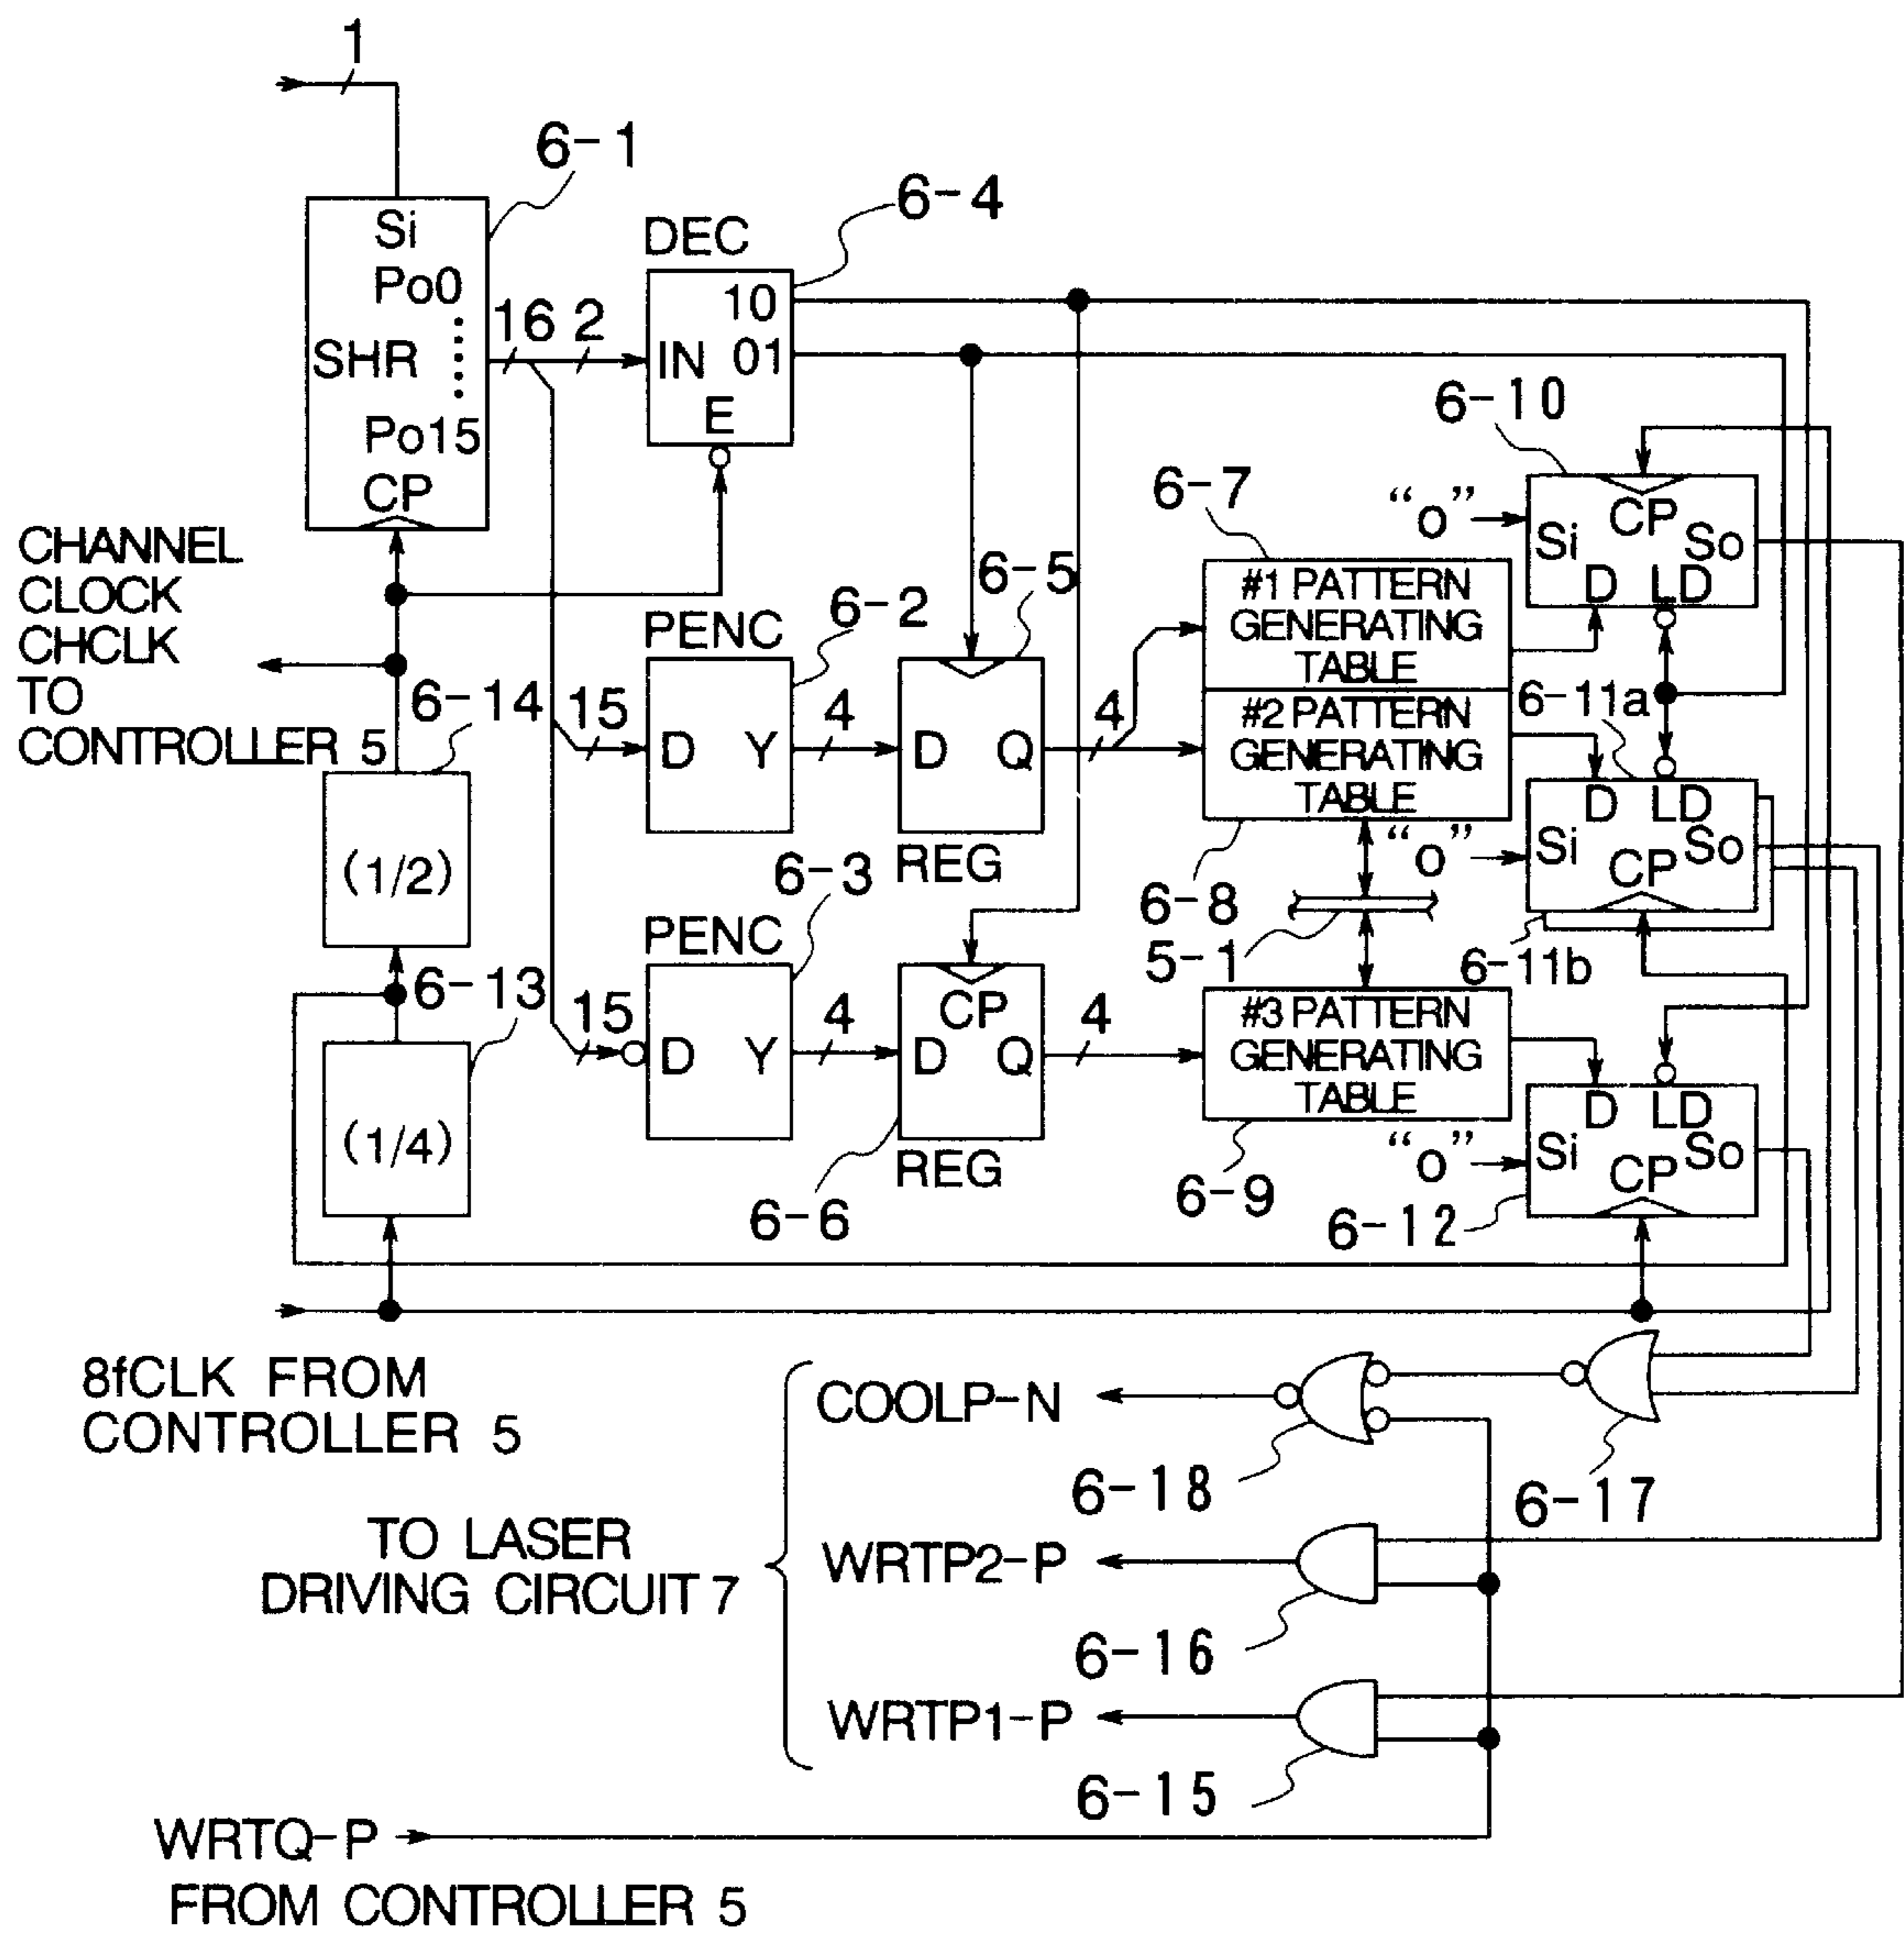 1
6-1
Si
Po0
SHR
Po15
CP
16
2
DEC
6-4
10
IN 01
E
CHANNEL
CLOCK
CHCLK
TO
CONTROLLER 5
6-14
(1/2)
6-13
(1/4)
15
PENC
6-2
D Y
4
6-5
D Q
REG
4
15
PENC
6-3
D Y
4
CP
D Q
REG
6-6
4
6-7
#1 PATTERN
GENERATING
TABLE
#2 PATTERN
GENERATING
TABLE
6-8
5-1
#3 PATTERN
GENERATING
TABLE
6-9
6-10
“o”
CP
Si So
D LD
6-11a
“o”
D LD
Si So
CP
6-11b
“o”
D LD
Si So
CP
6-12
8fCLK FROM
CONTROLLER 5
COOLP-N
6-18
6-17
TO LASER
DRIVING CIRCUIT 7
WRTP2-P
6-16
WRTP1-P
6-15
WRTQ-P
FROM CONTROLLER 5